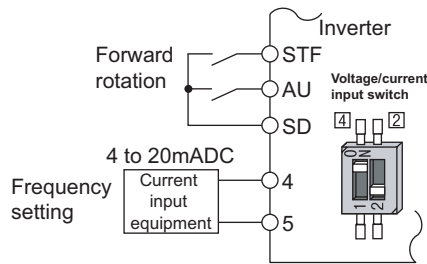 Inverter
Forward
rotation
STF
AU
SD
Voltage/current
input switch
4 2
ON
1 2
4 to 20mADC
Frequency
setting
Current
input
equipment
4
5